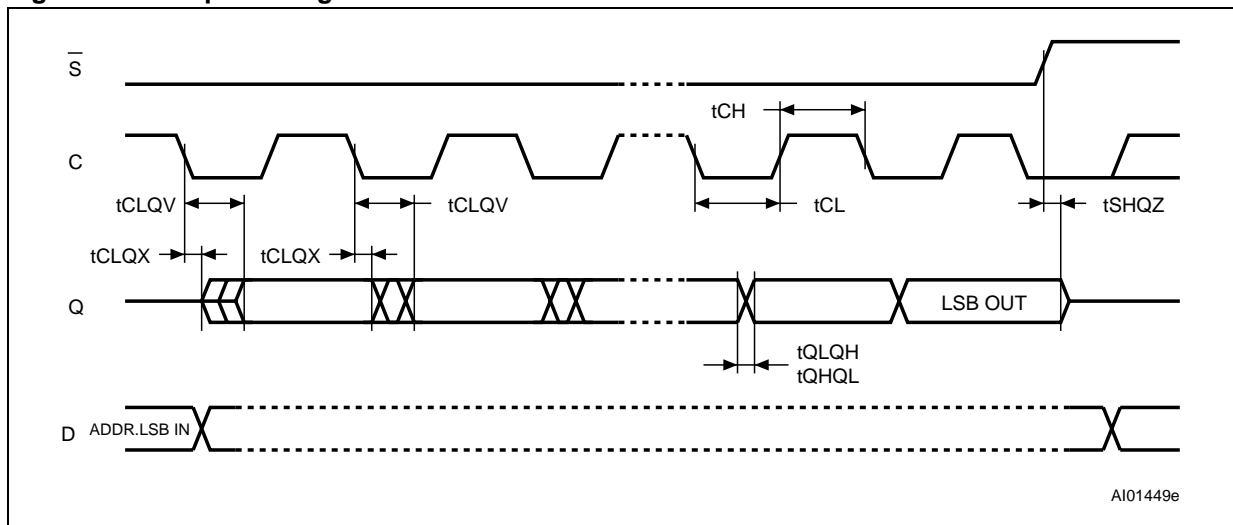 S
tCH
C
tCLQV
tCLQV
tCL
tSHQZ
tCLQX
tCLQX
Q
LSB OUT
tQLQH
tQHQL
D
ADDR.LSB IN
AI01449e